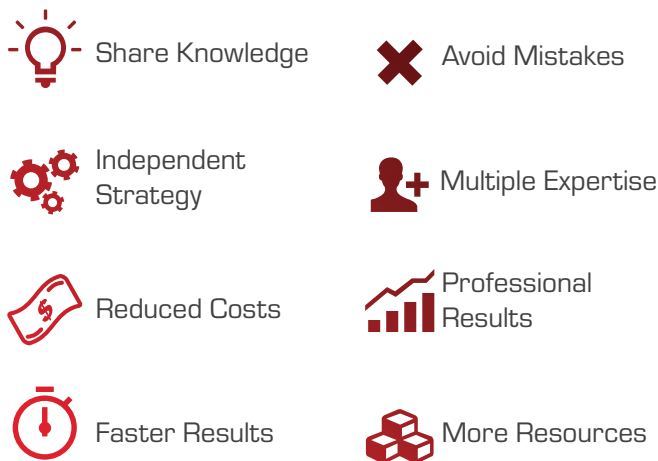 Share Knowledge
Avoid Mistakes
Independent
Strategy
Multiple Expertise
Reduced Costs
$
Professional
Results
Faster Results
More Resources